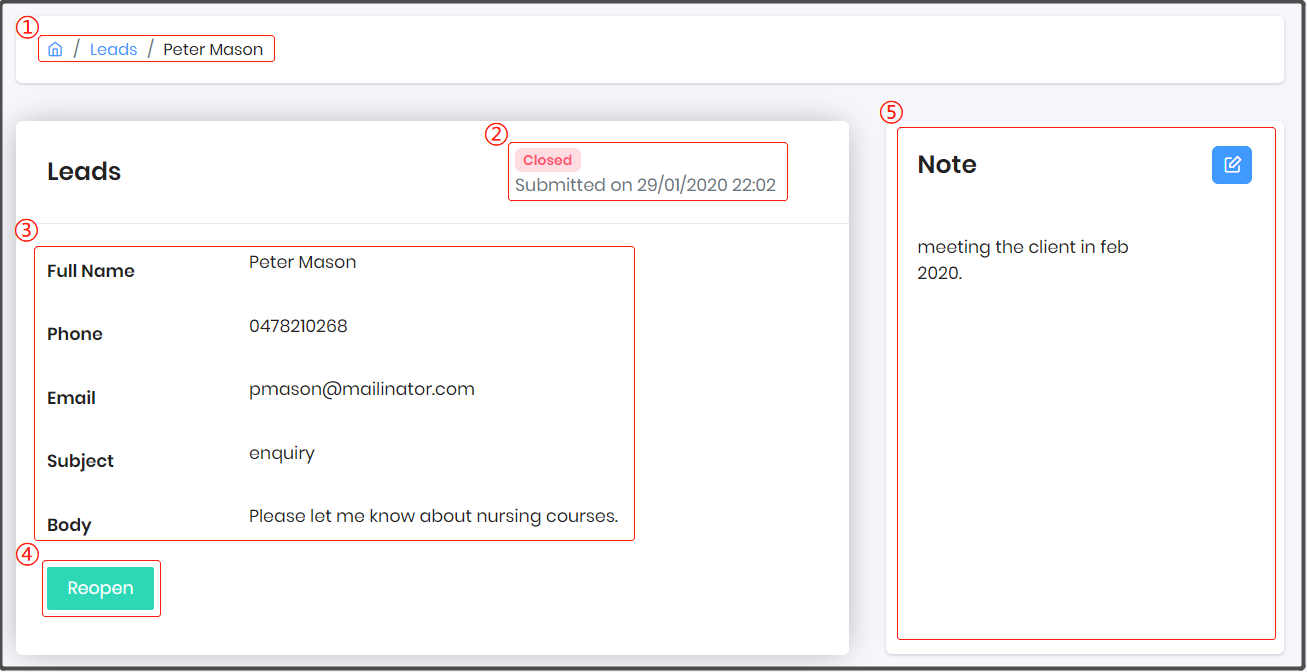 ①
/ Leads / Peter Mason
②
Leads
Closed
Submitted on 29/01/2020 22:02
③
Full Name Peter Mason
Phone 0478210268
Email pmason@mailinator.com
Subject enquiry
Body Please let me know about nursing courses.
④
Reopen
⑤
Note
meeting the client in feb
2020.